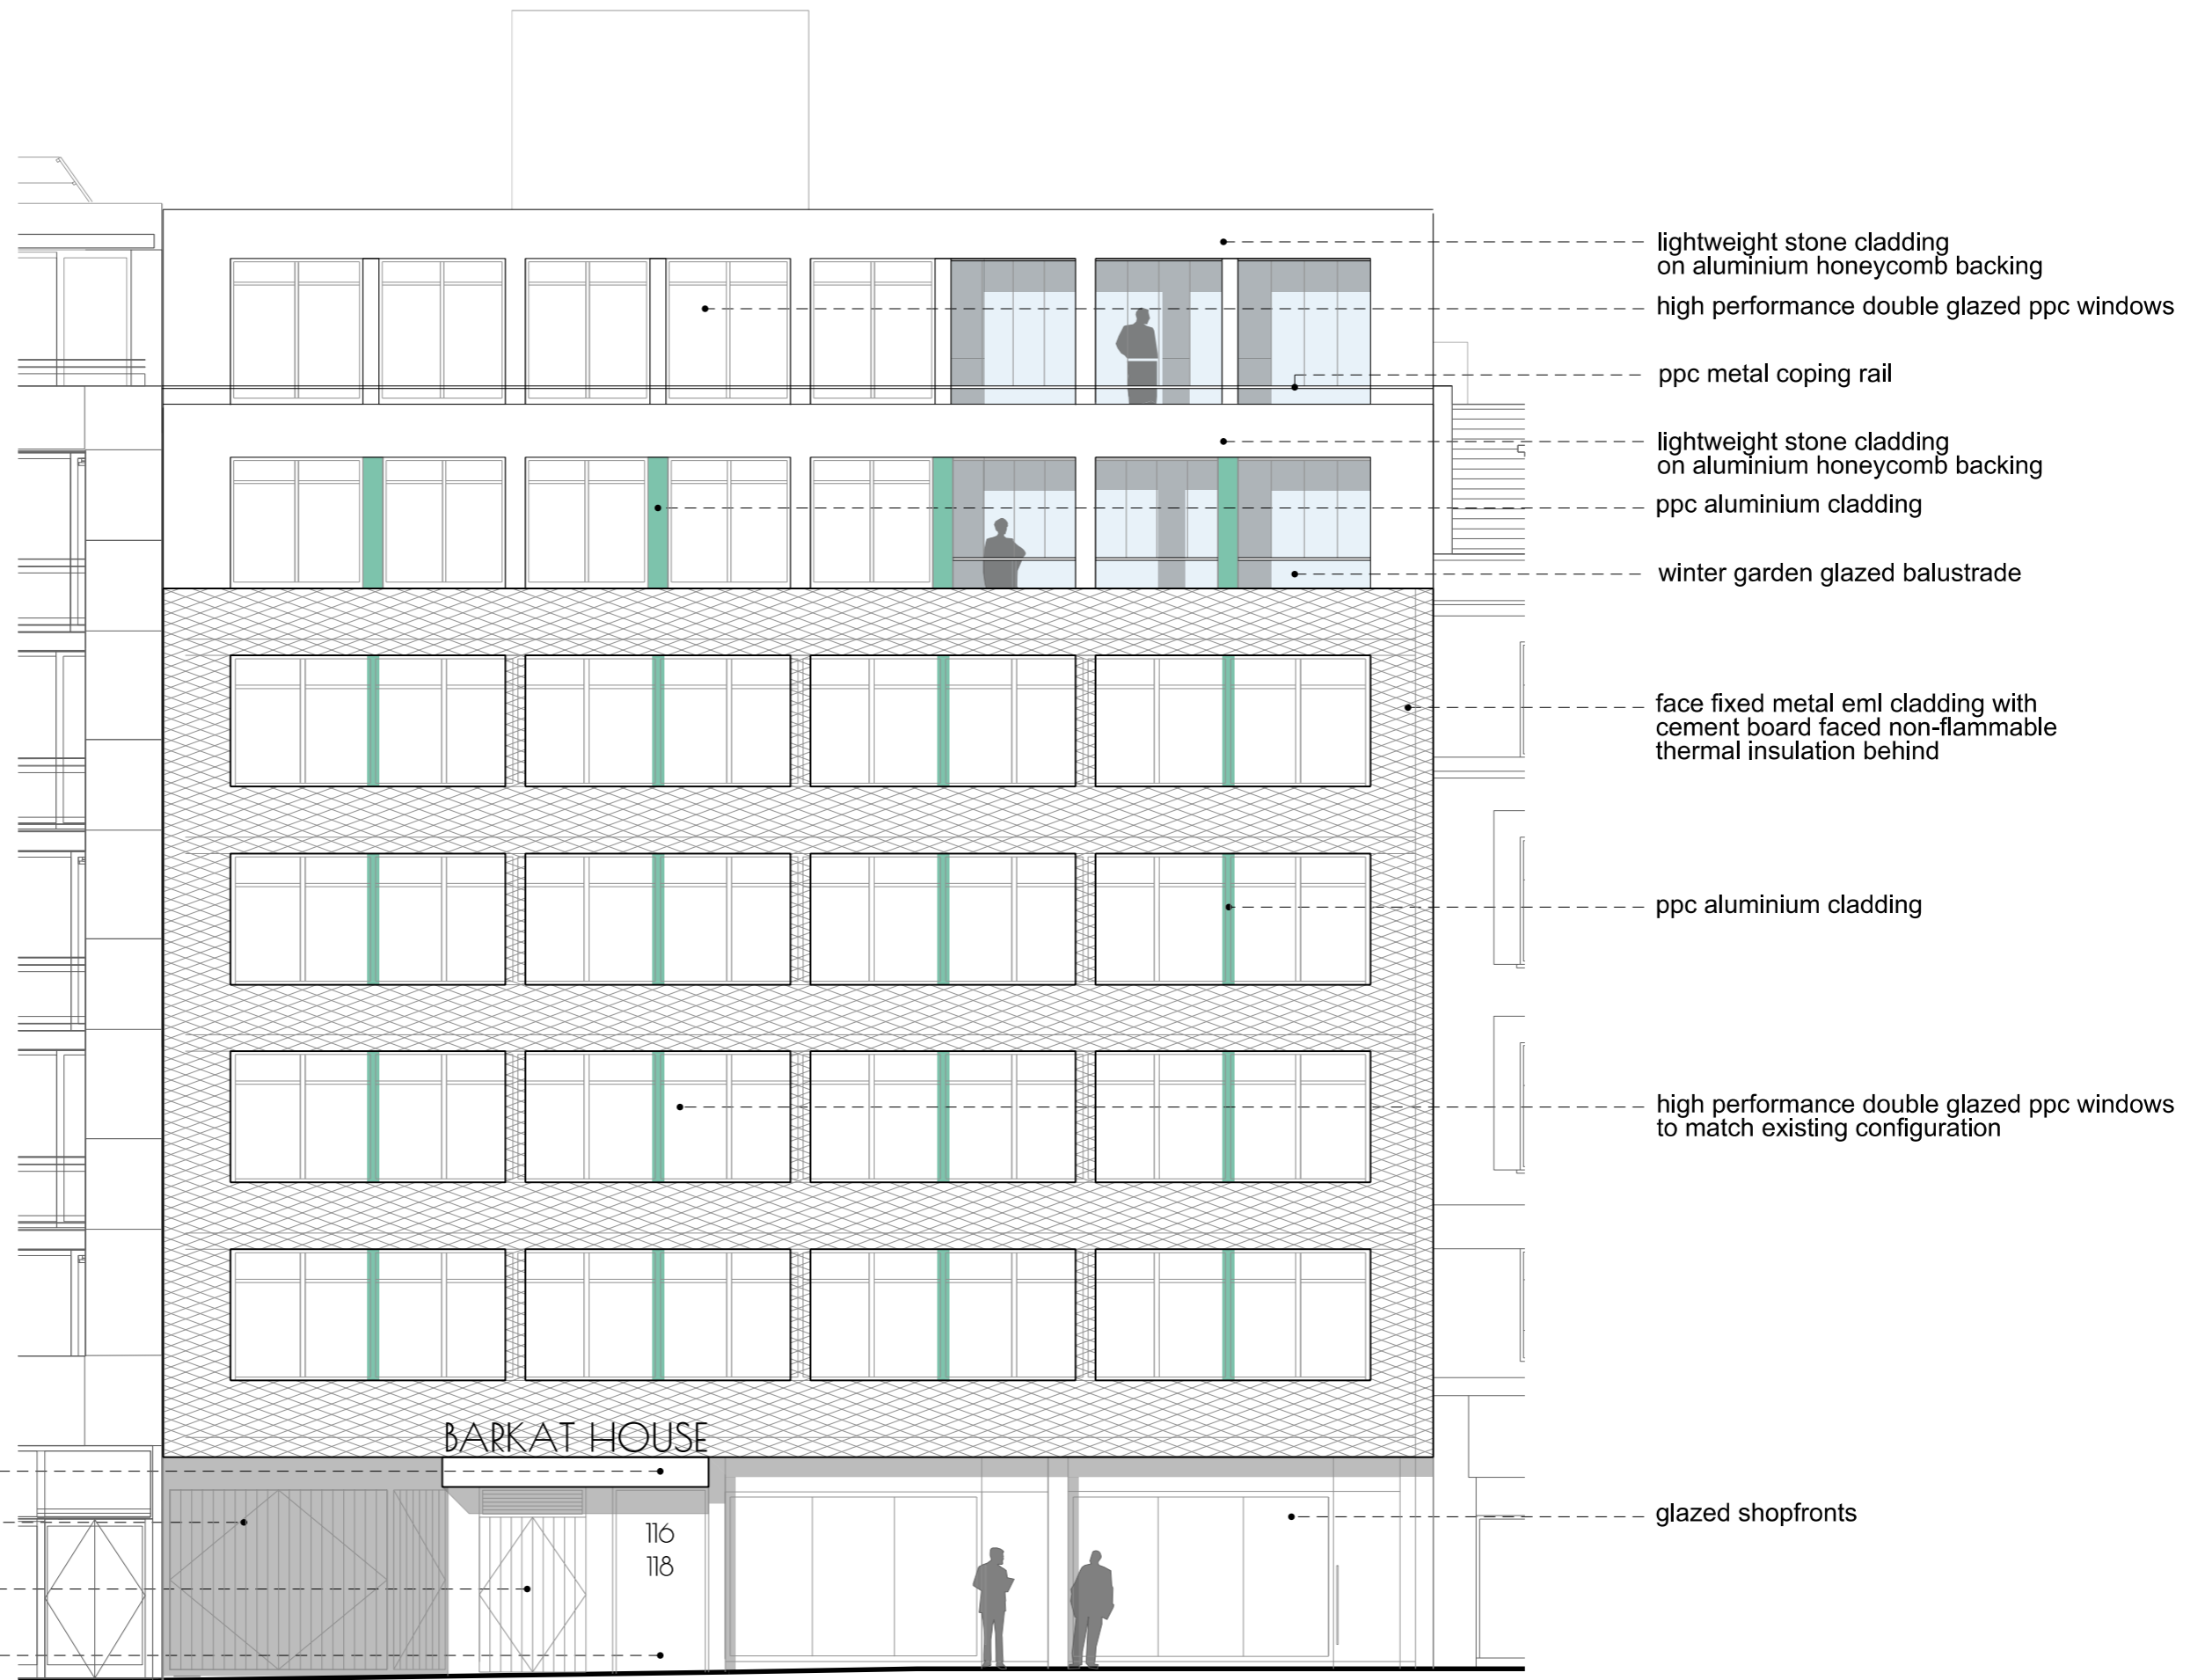 lightweight stone cladding
on aluminium honeycomb backing
high performance double glazed ppc windows
ppc metal coping rail
lightweight stone cladding
on aluminium honeycomb backing
ppc aluminium cladding
winter garden glazed balustrade
face fixed metal eml cladding with
cement board faced non-flammable
thermal insulation behind
ppc aluminium cladding
high performance double glazed ppc windows
to match existing configuration
BARKAT HOUSE
116
118
glazed shopfronts